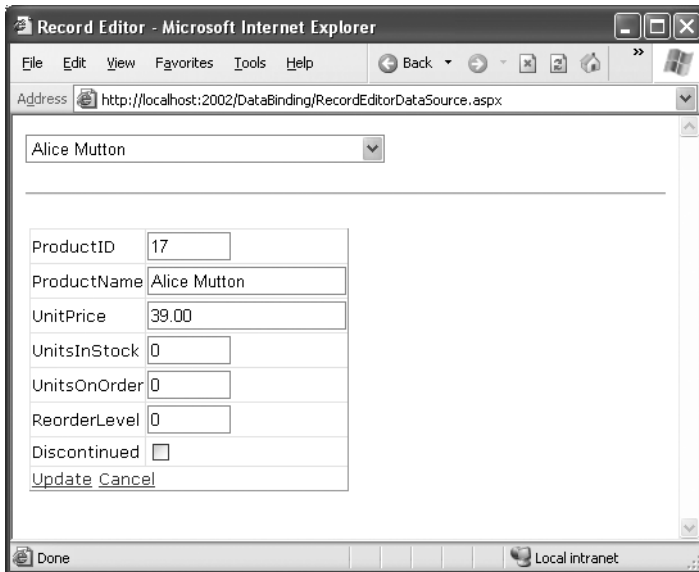 Record Editor - Microsoft Internet Explorer
File Edit View Favorites Tools Help Back »
Address http://localhost:2002/DataBinding/RecordEditorDataSource.aspx
Alice Mutton
ProductID 17
ProductName Alice Mutton
UnitPrice 39.00
UnitsInStock 0
UnitsOnOrder 0
ReorderLevel 0
Discontinued
Update Cancel
Done Local intranet